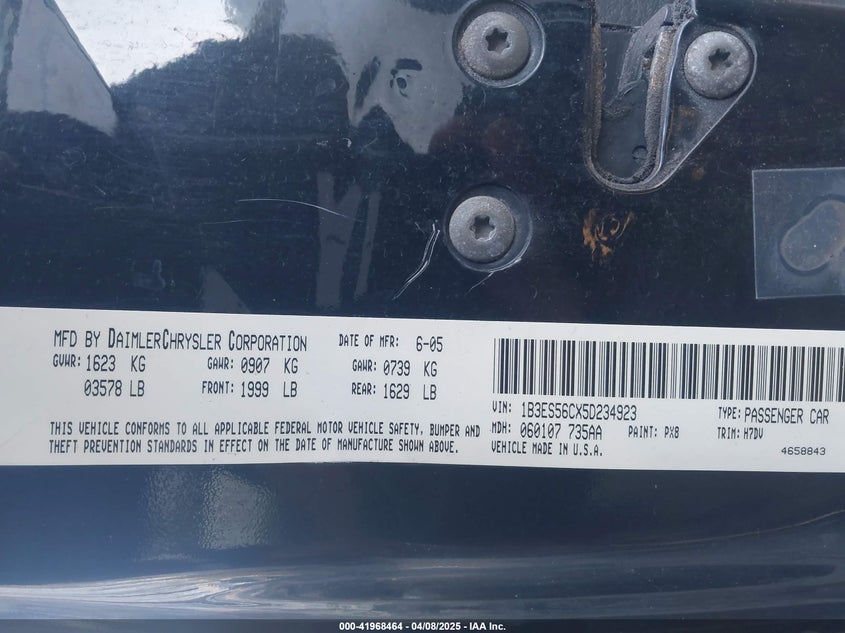 MFD BY DAIMLERCHRYSLER CORPORATION DATE OF MFR: 6-05
GVWR: 1623 KG GAWR: 0907 KG GAWR: 0739 KG
03578 LB FRONT: 1999 LB REAR: 1629 LB
THIS VEHICLE CONFORMS TO ALL APPLICABLE FEDERAL MOTOR VEHICLE SAFETY, BUMPER AND
THEFT PREVENTION STANDARDS IN EFFECT ON THE DATE OF MANUFACTURE SHOWN ABOVE.
VIN: 1B3ES56CX5D234923 TYPE: PASSENGER CAR
MDH: 060107 735AA PAINT: PX8 TRIM: H7DV
VEHICLE MADE IN U.S.A. 4658843
000-41968464 - 04/08/2025 - IAA Inc.